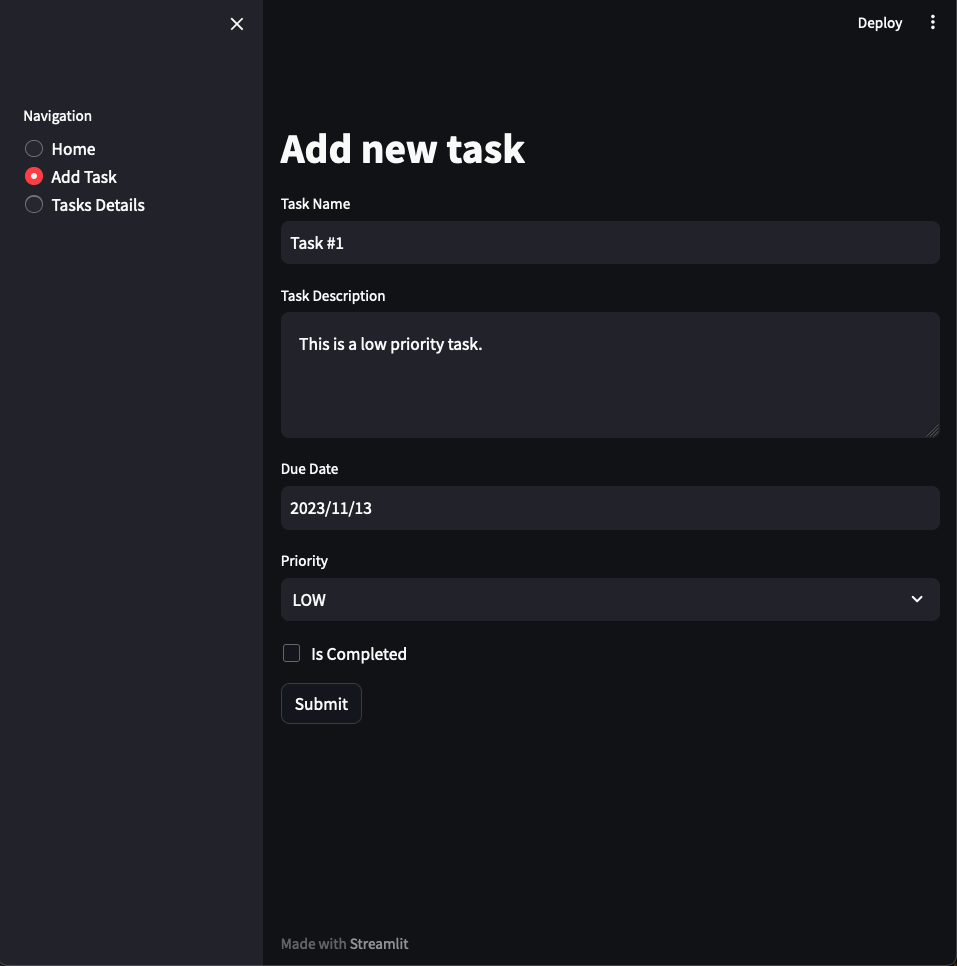 Deploy
Navigation
Home
Add Task
Tasks Details
Add new task
Task Name
Task #1
Task Description
This is a low priority task.
Due Date
2023/11/13
Priority
LOW
Is Completed
Submit
Made with Streamlit